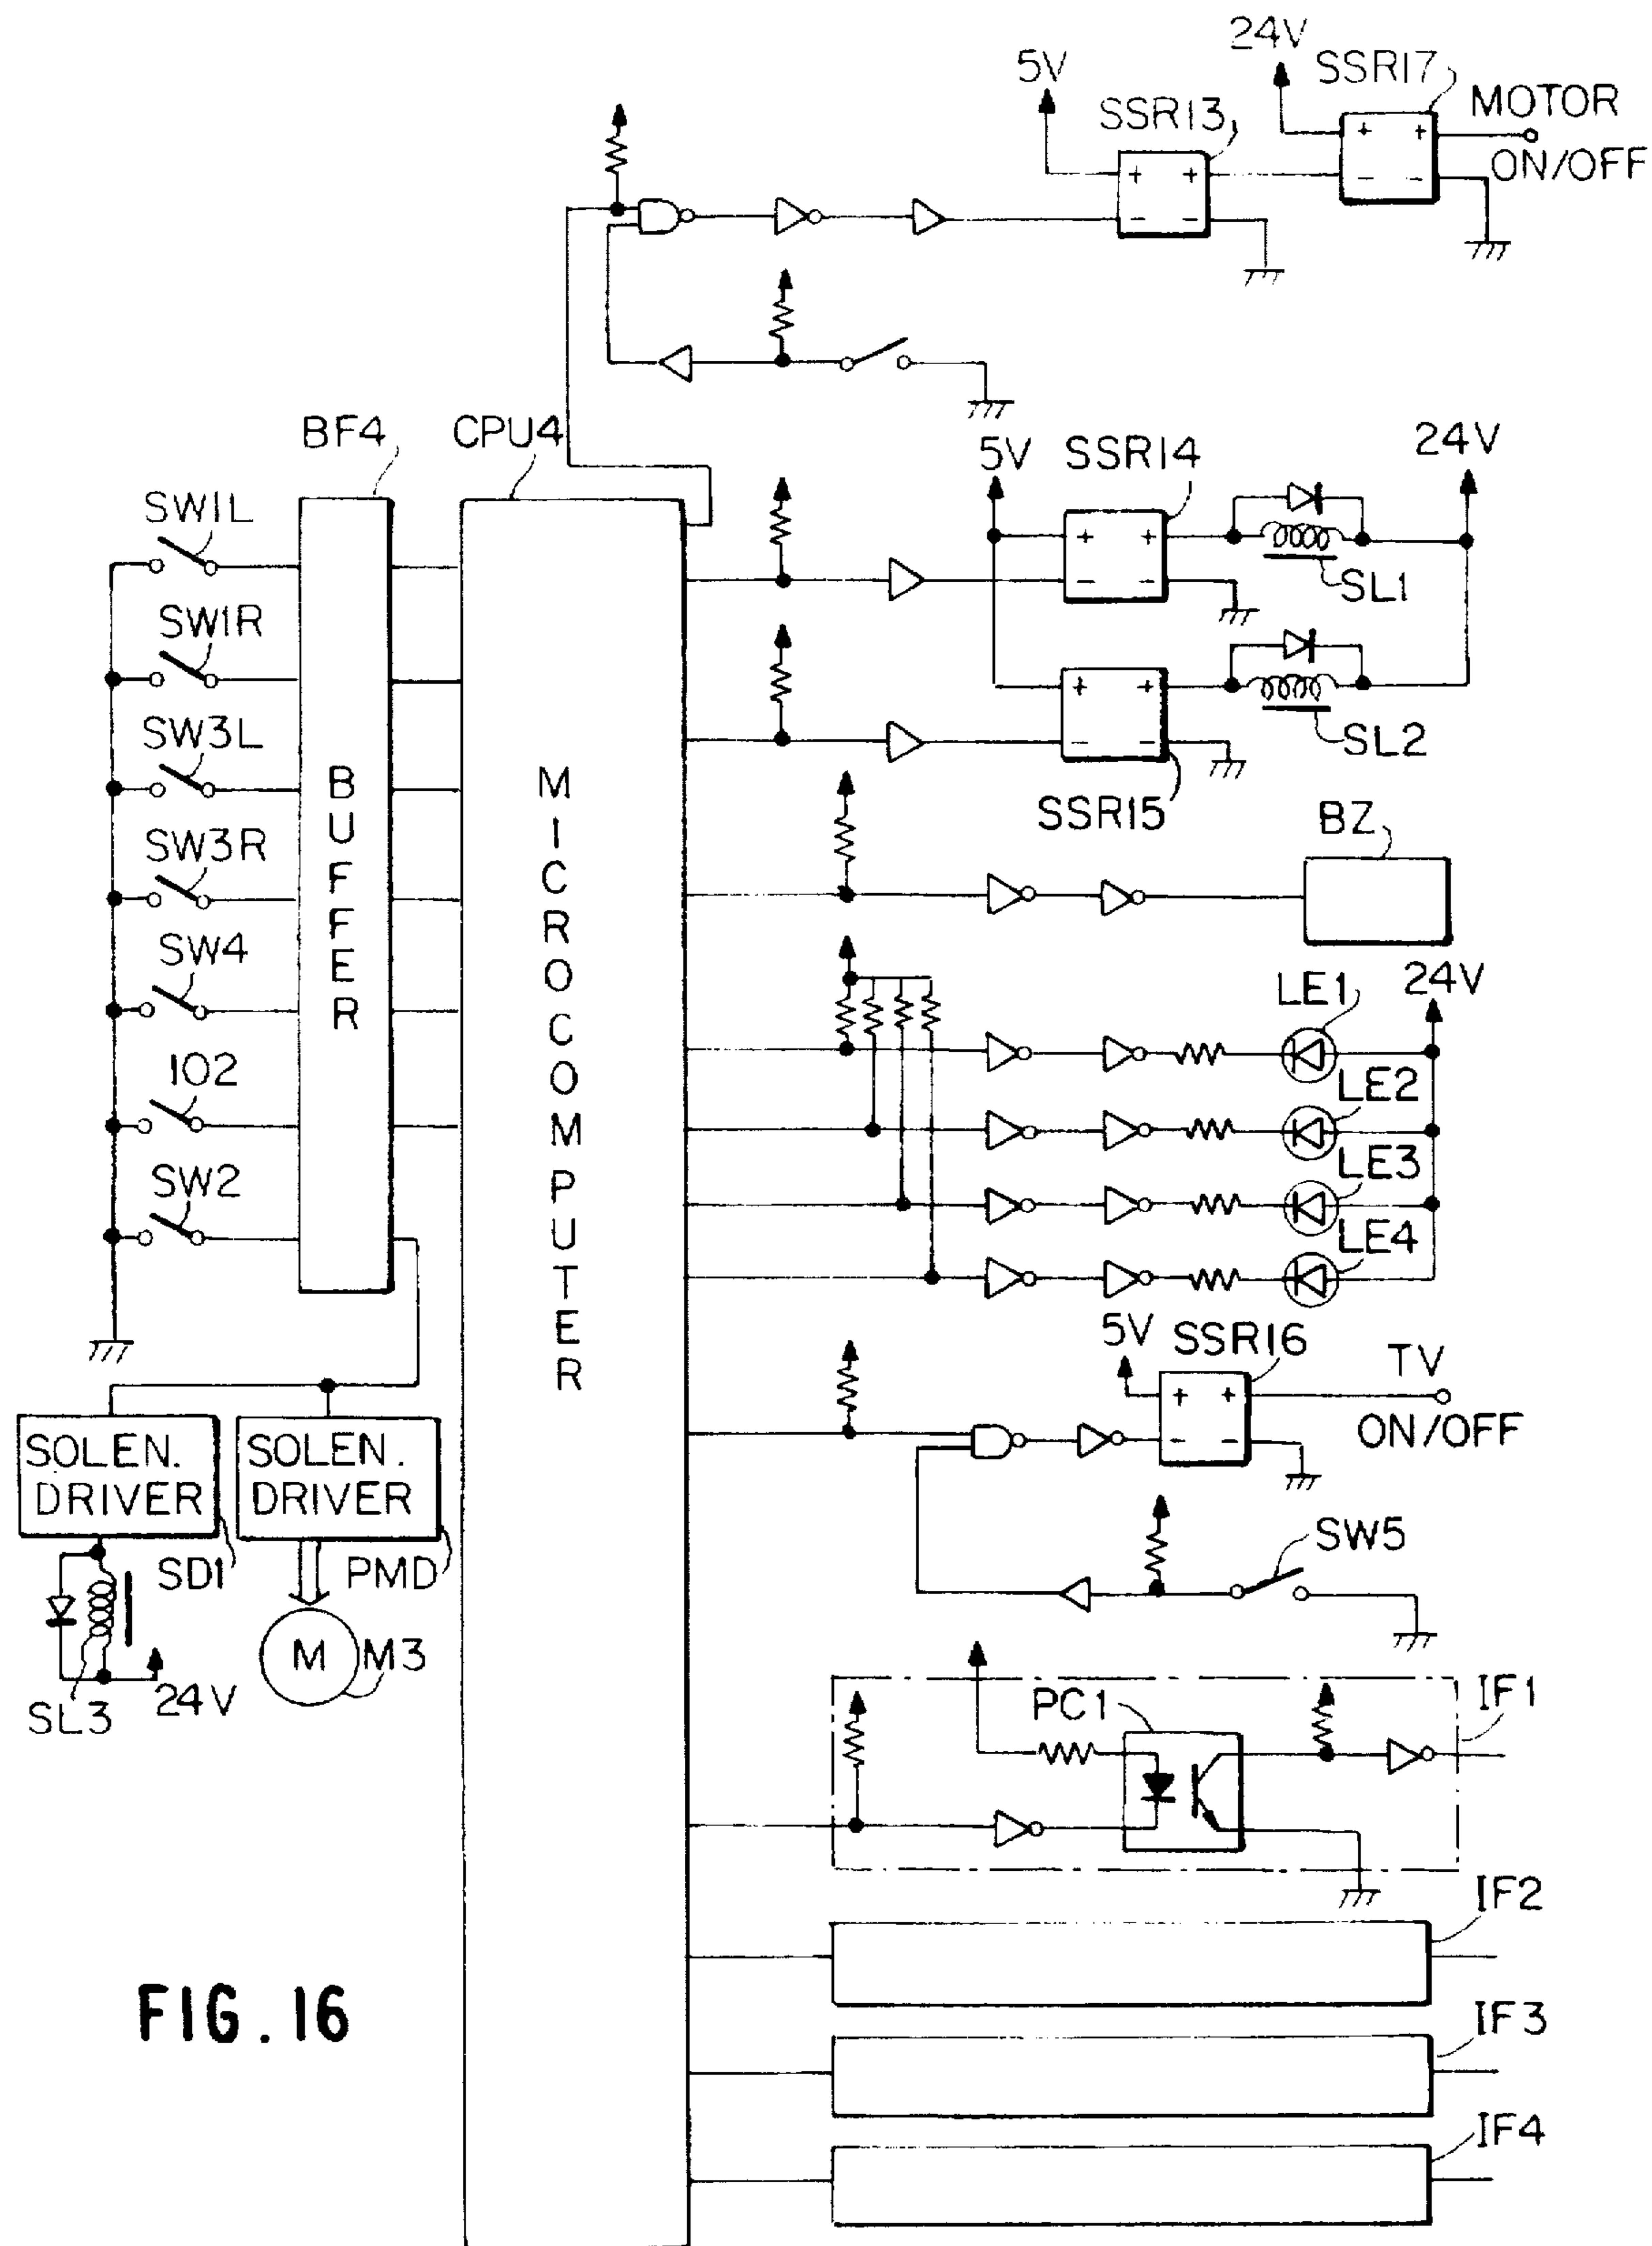 24V
5V
SSR17
MOTOR
SSR13
ON/OFF
+ +
- -
+ +
- -
BF4
CPU4
5V
SSR14
24V
SW1L
+ +
- -
SL1
SW1R
SW3L
+ +
- -
SL2
BUFFER
MICROCOMPUTER
SSR15
BZ
SW3R
SW4
LE1
24V
102
LE2
LE3
SW2
LE4
5V
SSR16
TV
+ +
- -
ON/OFF
SOLEN.
DRIVER
SOLEN.
DRIVER
SW5
SD1
PMD
M
M3
SL3
24V
PC1
IF1
IF2
FIG. 16
IF3
IF4